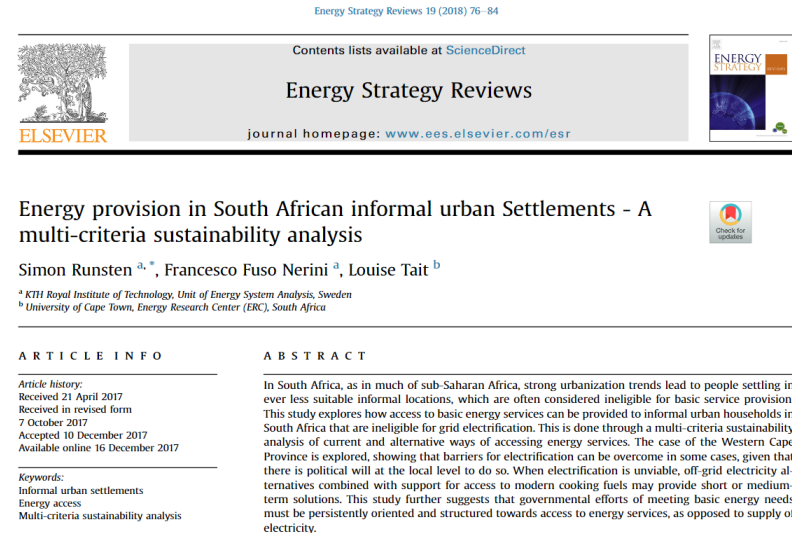 Energy Strategy Reviews 19 (2018) 76–84
Contents lists available at ScienceDirect
Energy Strategy Reviews
journal homepage: www.ees.elsevier.com/esr
ELSEVIER
ENERGY
STRATEGY
Energy provision in South African informal urban Settlements - A
multi-criteria sustainability analysis
Check for
updates
Simon Runsten a, *, Francesco Fuso Nerini a, Louise Tait b
a KTH Royal Institute of Technology, Unit of Energy System Analysis, Sweden
b University of Cape Town, Energy Research Center (ERC), South Africa
ARTICLE INFO
Article history:
Received 21 April 2017
Received in revised form
7 October 2017
Accepted 10 December 2017
Available online 16 December 2017
Keywords:
Informal urban settlements
Energy access
Multi-criteria sustainability analysis
ABSTRACT
In South Africa, as in much of sub-Saharan Africa, strong urbanization trends lead to people settling in
ever less suitable informal locations, which are often considered ineligible for basic service provision.
This study explores how access to basic energy services can be provided to informal urban households in
South Africa that are ineligible for grid electrification. This is done through a multi-criteria sustainability
analysis of current and alternative ways of accessing energy services. The case of the Western Cape
Province is explored, showing that barriers for electrification can be overcome in some cases, given that
there is political will at the local level to do so. When electrification is unviable, off-grid electricity al-
ternatives combined with support for access to modern cooking fuels may provide short or medium-
term solutions. This study further suggests that governmental efforts of meeting basic energy needs
must be persistently oriented and structured towards access to energy services, as opposed to supply of
electricity.